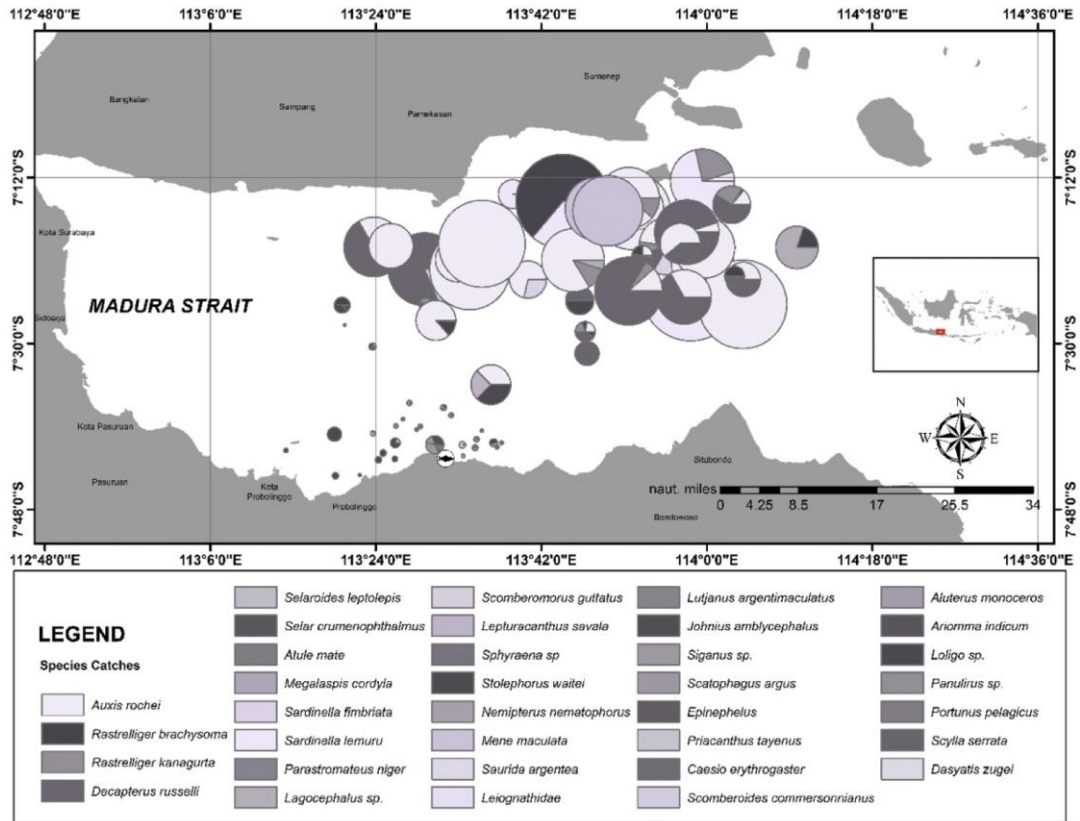 112°48'0"E 113°6'0"E 113°24'0"E 113°42'0"E 114°0'0"E 114°18'0"E 114°36'0"E
Sumenep
Bangkalan
Sampang
Pamekasan
7°12'0"S 7°12'0"S
Kota Surabaya
MADURA STRAIT
Sidoarjo
7°30'0"S 7°30'0"S
N
W E
S
Kota Pasuruan
Situbondo
Pasuruan
Kota
Probolinggo
naut. miles
0 4.25 8.5 17 25.5 34
Probolinggo
Bondowoso
7°48'0"S 7°48'0"S
112°48'0"E 113°6'0"E 113°24'0"E 113°42'0"E 114°0'0"E 114°18'0"E 114°36'0"E
LEGEND
Species Catches
Auxis rochei
Rastrelliger brachysoma
Rastrelliger kanagurta
Decapterus russelli
Selaroides leptolepis
Selar crumenophthalmus
Atule mate
Megalaspis cordyla
Sardinella fimbriata
Sardinella lemuru
Parastromateus niger
Lagocephalus sp.
Scomberomorus guttatus
Lepturacanthus savala
Sphyraena sp
Stolephorus waitei
Nemipterus nematophorus
Mene maculata
Saurida argentea
Leiognathidae
Lutjanus argentimaculatus
Johnius amblycephalus
Siganus sp.
Scatophagus argus
Epinephelus
Priacanthus tayenus
Caesio erythrogaster
Scomberoides commersonnianus
Aluterus monoceros
Ariomma indicum
Loligo sp.
Panulirus sp.
Portunus pelagicus
Scylla serrata
Dasyatis zugei